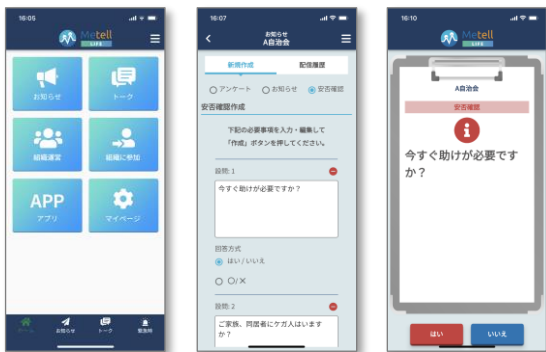 16:05
Metell
LIFE
お知らせ
トーク
組織運営
組織に参加
APP
アプリ
マイページ
ホーム
お知らせ
トーク
緊急時
16:07
お知らせ
A自治会
新規作成
配信履歴
アンケート
お知らせ
安否確認
安否確認作成
下記の必要事項を入力・編集して
「作成」ボタンを押してください。
設問: 1
今すぐ助けが必要ですか？
回答方式
はい / いいえ
○/×
設問: 2
ご家族、同居者にケガ人はいます
か？
16:10
Metell
LIFE
A自治会
安否確認
今すぐ助けが必要です
か？
はい
いいえ